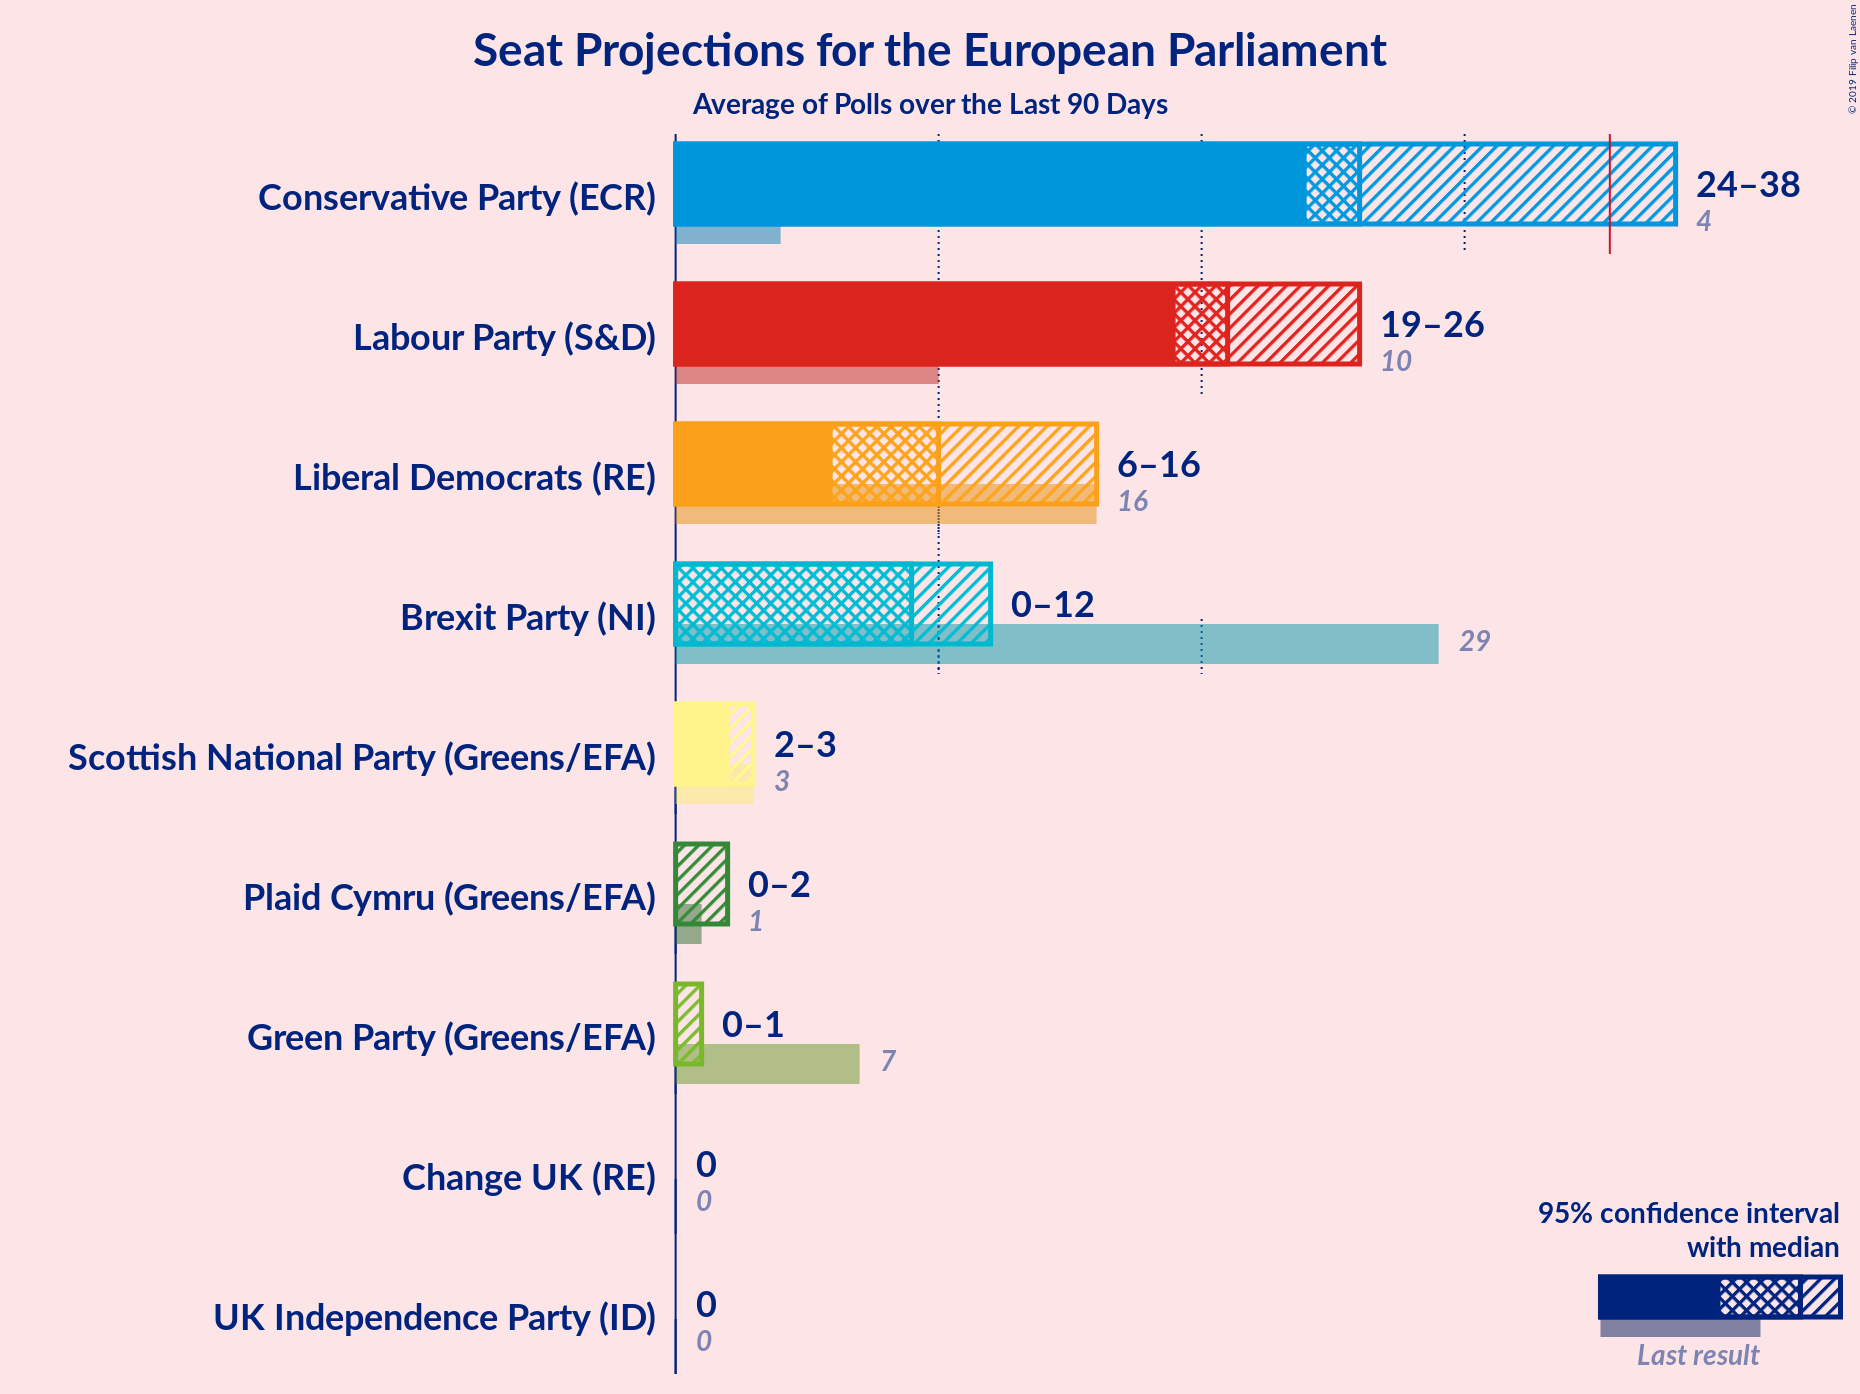 Seat Projections for the European Parliament
Average of Polls over the Last 90 Days
© 2019 Filip van Laenen
Conservative Party (ECR)
24–38
4
Labour Party (S&D)
19–26
10
Liberal Democrats (RE)
6–16
16
Brexit Party (NI)
0–12
29
Scottish National Party (Greens/EFA)
2–3
3
Plaid Cymru (Greens/EFA)
0–2
1
Green Party (Greens/EFA)
0–1
7
Change UK (RE)
0
0
UK Independence Party (ID)
0
0
95% confidence interval
with median
Last result